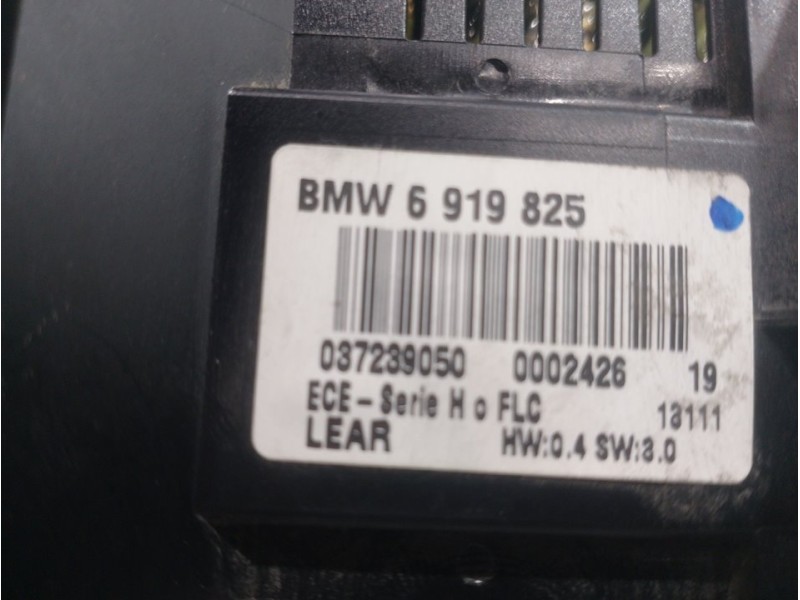 BMW 6 919 825
037239050 0002426 19
ECE-Serie H o FLC 13111
LEAR HW:0.4 SW:3.0